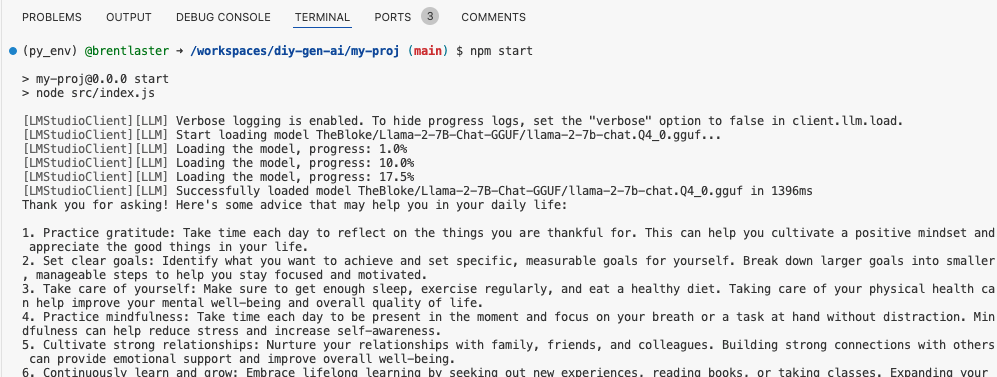 PROBLEMS OUTPUT DEBUG CONSOLE TERMINAL PORTS 3 COMMENTS
(py_env) @brentlaster → /workspaces/diy-gen-ai/my-proj (main) $ npm start
> my-proj@0.0.0 start
> node src/index.js
[LMStudioClient][LLM] Verbose logging is enabled. To hide progress logs, set the "verbose" option to false in client.llm.load.
[LMStudioClient][LLM] Start loading model TheBloke/Llama-2-7B-Chat-GGUF/llama-2-7b-chat.Q4_0.gguf...
[LMStudioClient][LLM] Loading the model, progress: 1.0%
[LMStudioClient][LLM] Loading the model, progress: 10.0%
[LMStudioClient][LLM] Loading the model, progress: 17.5%
[LMStudioClient][LLM] Successfully loaded model TheBloke/Llama-2-7B-Chat-GGUF/llama-2-7b-chat.Q4_0.gguf in 1396ms
Thank you for asking! Here's some advice that may help you in your daily life:
1. Practice gratitude: Take time each day to reflect on the things you are thankful for. This can help you cultivate a positive mindset and
appreciate the good things in your life.
2. Set clear goals: Identify what you want to achieve and set specific, measurable goals for yourself. Break down larger goals into smaller
, manageable steps to help you stay focused and motivated.
3. Take care of yourself: Make sure to get enough sleep, exercise regularly, and eat a healthy diet. Taking care of your physical health ca
n help improve your mental well-being and overall quality of life.
4. Practice mindfulness: Take time each day to be present in the moment and focus on your breath or a task at hand without distraction. Min
dfulness can help reduce stress and increase self-awareness.
5. Cultivate strong relationships: Nurture your relationships with family, friends, and colleagues. Building strong connections with others
can provide emotional support and improve overall well-being.
6. Continuously learn and grow: Embrace lifelong learning by seeking out new experiences, reading books, or taking classes. Expanding your